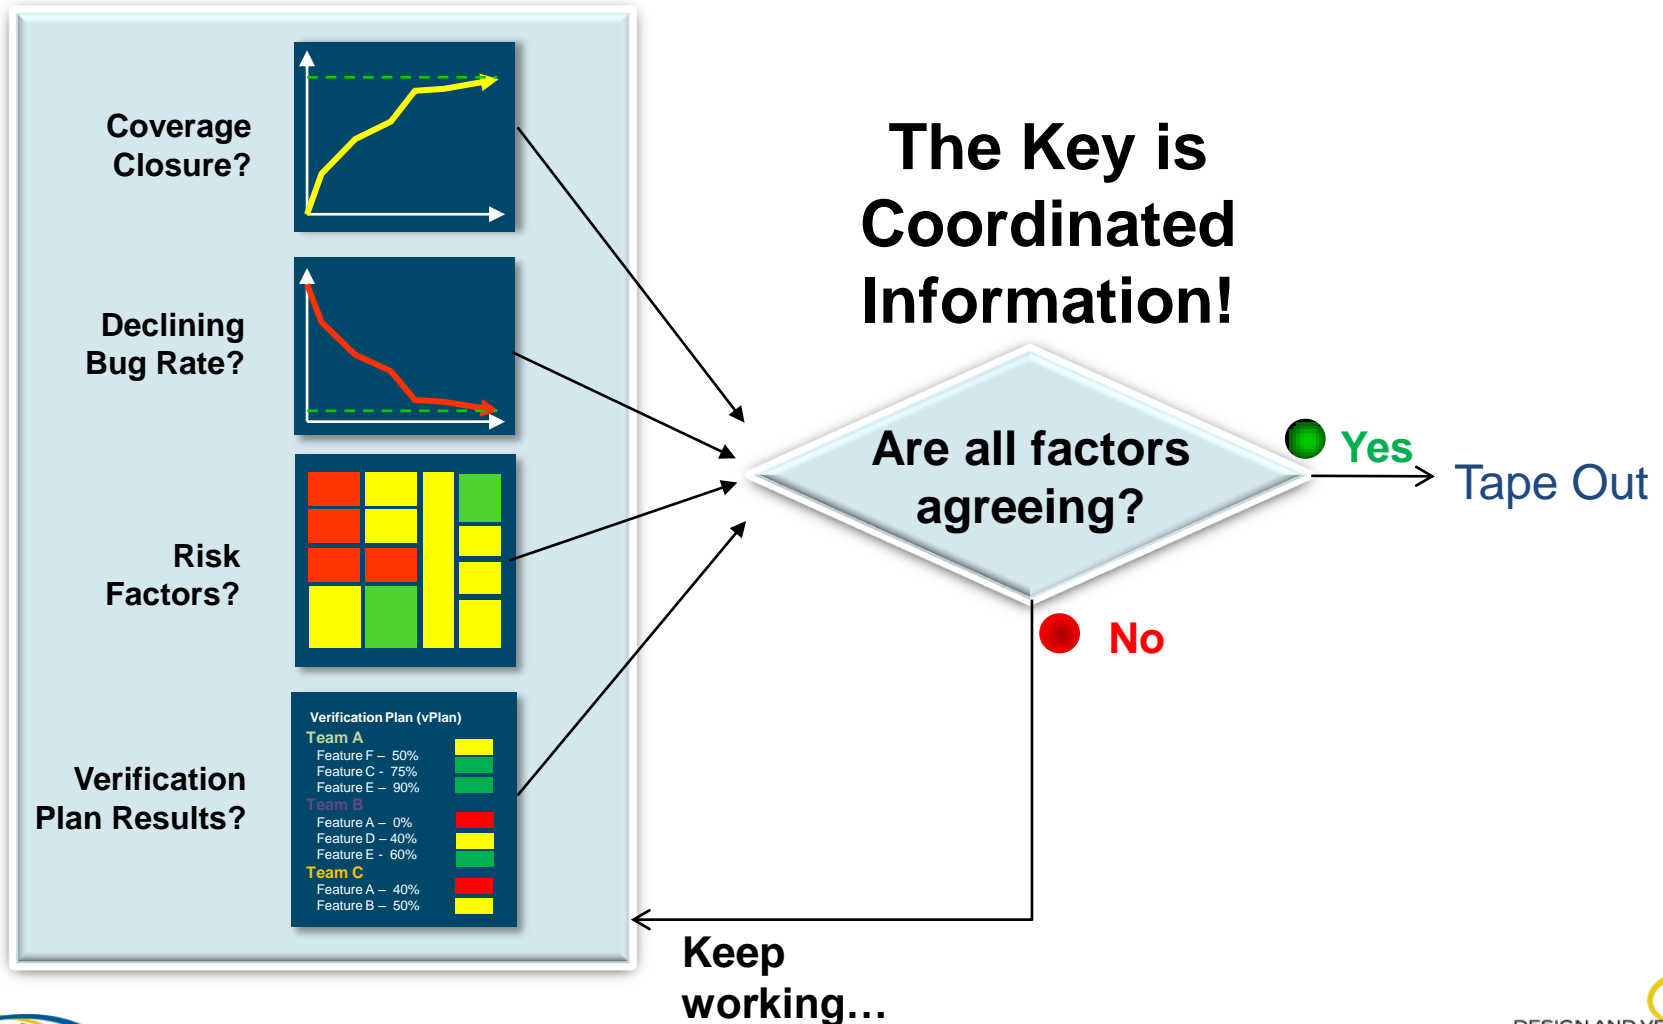 Coverage
Closure?
Declining
Bug Rate?
Risk
Factors?
Verification
Plan Results?
Verification Plan (vPlan)
Team A
Feature F – 50%
Feature C - 75%
Feature E – 90%
Team B
Feature A – 0%
Feature D – 40%
Feature E - 60%
Team C
Feature A – 40%
Feature B – 50%
The Key is
Coordinated
Information!
Are all factors
agreeing?
Yes
Tape Out
No
Keep
working...
DESIGN AND